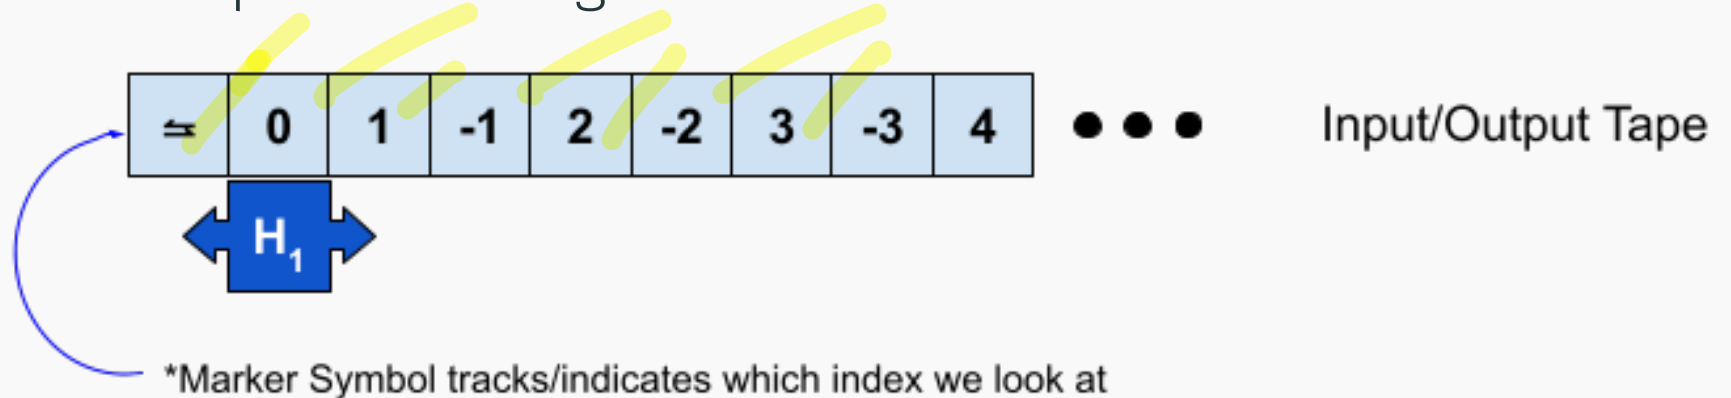 ⇋ 0 1 -1 2 -2 3 -3 4 ••• Input/Output Tape
H₁
*Marker Symbol tracks/indicates which index we look at